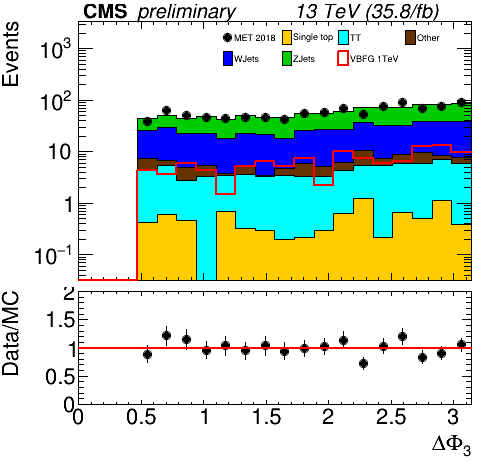 CMS preliminary 13 TeV (35.8/fb)
Events
MET 2018 Single top TT Other
WJets ZJets VBFG 1TeV
10³
10²
10
1
10⁻¹
Data/MC
2
1.5
1
0.5
0
0 0.5 1 1.5 2 2.5 3
ΔΦ₃